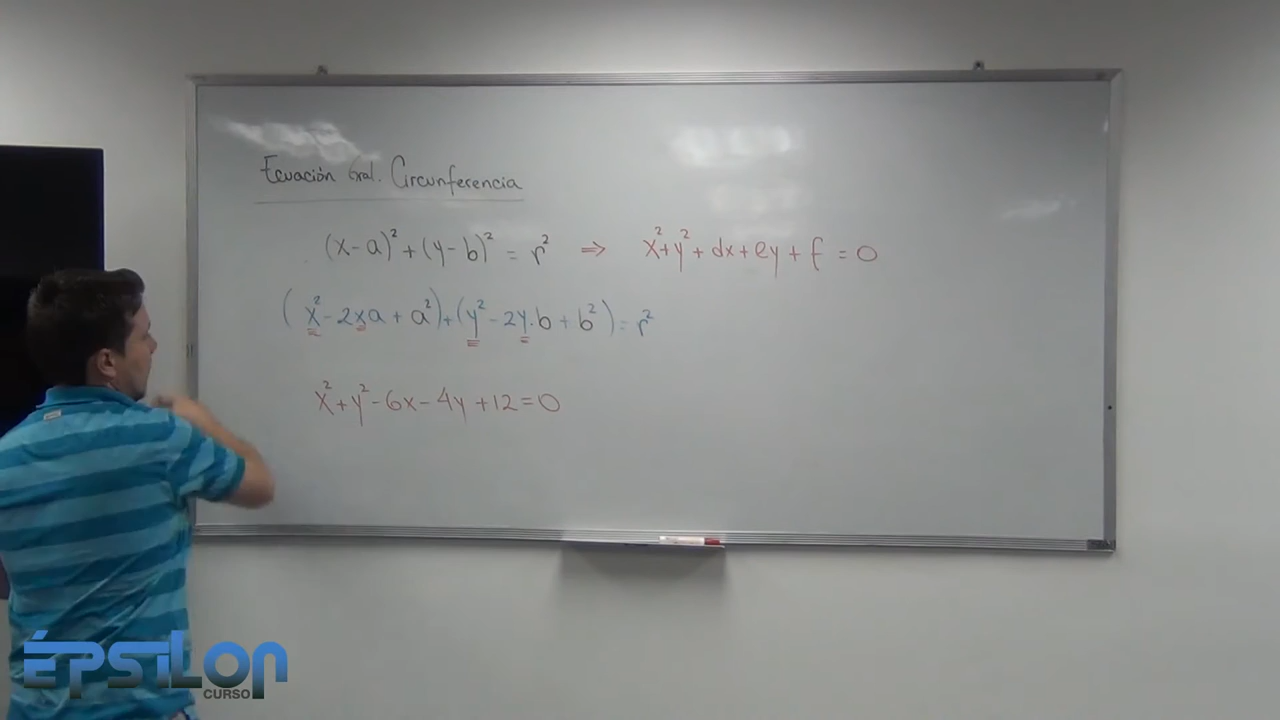 Ecuación Gral. Circunferencia
(x-a)² + (y-b)² = r² ⇒ x²+y²+dx+ey+f=0
(x²-2xa+a²)+(y²-2y.b+b²)=r²
x²+y²-6x-4y+12=0
ÉPSILON
CURSO